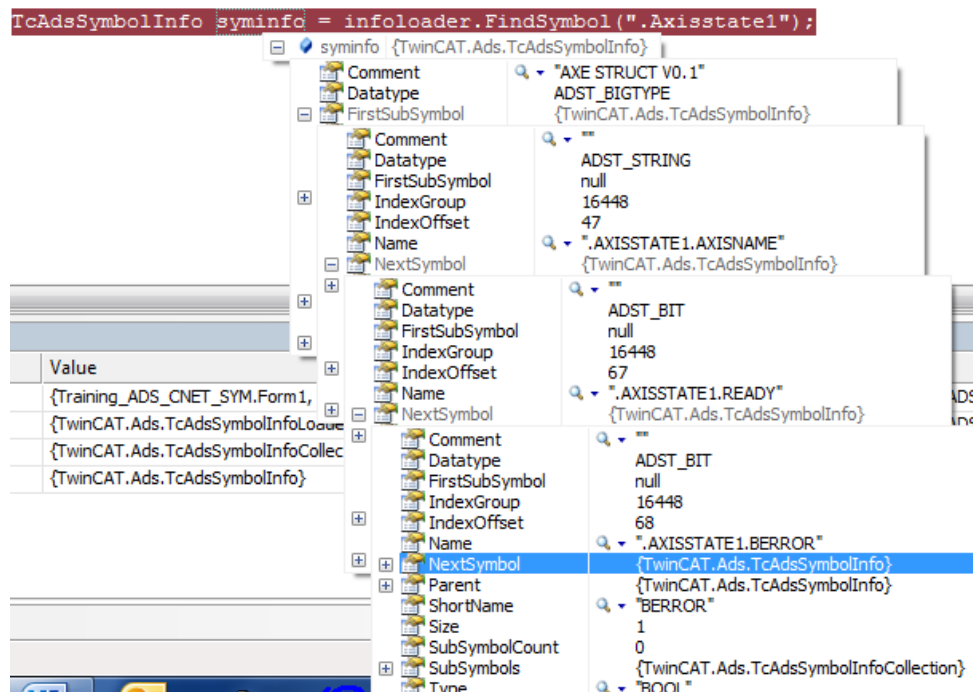 TcAdsSymbolInfo syminfo = infoloader.FindSymbol(".Axisstate1");
syminfo {TwinCAT.Ads.TcAdsSymbolInfo}
Comment "AXE STRUCT V0.1"
Datatype ADST_BIGTYPE
FirstSubSymbol {TwinCAT.Ads.TcAdsSymbolInfo}
Comment ""
Datatype ADST_STRING
FirstSubSymbol null
IndexGroup 16448
IndexOffset 47
Name ".AXISSTATE1.AXISNAME"
NextSymbol {TwinCAT.Ads.TcAdsSymbolInfo}
Comment ""
Datatype ADST_BIT
FirstSubSymbol null
IndexGroup 16448
Value
IndexOffset 67
{Training_ADS_CNET_SYM.Form1, Name ".AXISSTATE1.READY"
{TwinCAT.Ads.TcAdsSymbolInfoLoade NextSymbol {TwinCAT.Ads.TcAdsSymbolInfo}
Comment ""
{TwinCAT.Ads.TcAdsSymbolInfoCollec
Datatype ADST_BIT
{TwinCAT.Ads.TcAdsSymbolInfo} FirstSubSymbol null
IndexGroup 16448
IndexOffset 68
Name ".AXISSTATE1.BERROR"
NextSymbol {TwinCAT.Ads.TcAdsSymbolInfo}
Parent {TwinCAT.Ads.TcAdsSymbolInfo}
ShortName "BERROR"
Size 1
SubSymbolCount 0
SubSymbols {TwinCAT.Ads.TcAdsSymbolInfoCollection}
Type "BOOL"